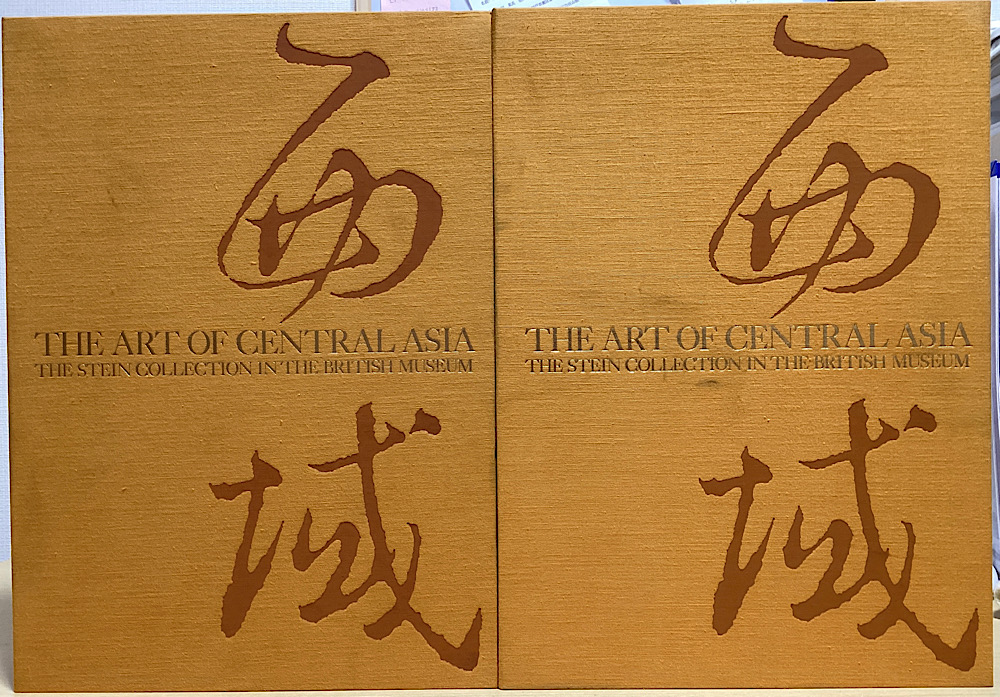 西
THE ART OF CENTRAL ASIA
THE STEIN COLLECTION IN THE BRITISH MUSEUM
域
西
THE ART OF CENTRAL ASIA
THE STEIN COLLECTION IN THE BRITISH MUSEUM
域